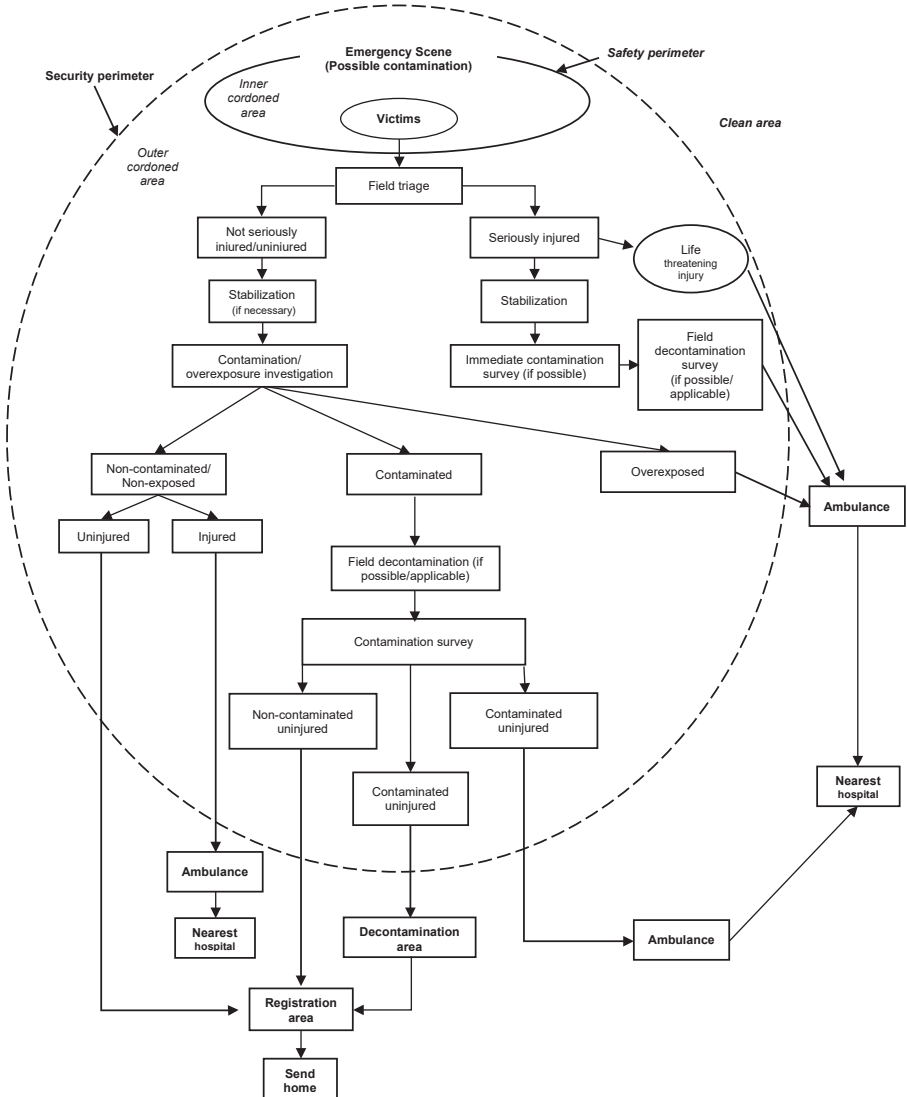 Emergency Scene
(Possible contamination)
Safety perimeter
Security perimeter
Inner
cordoned
area
Victims
Clean area
Outer
cordoned
area
Field triage
Not seriously
iniured/uniniured
Seriously injured
Life
threatening
injury
Stabilization
(if necessary)
Stabilization
Contamination/
overexposure investigation
Immediate contamination
survey (if possible)
Field
decontamination
survey
(if possible/
applicable)
Non-contaminated/
Non-exposed
Contaminated
Overexposed
Ambulance
Uninjured
Injured
Field decontamination (if
possible/applicable)
Contamination survey
Non-contaminated
uninjured
Contaminated
uninjured
Contaminated
uninjured
Nearest
hospital
Ambulance
Nearest
hospital
Decontamination
area
Ambulance
Registration
area
Send
home